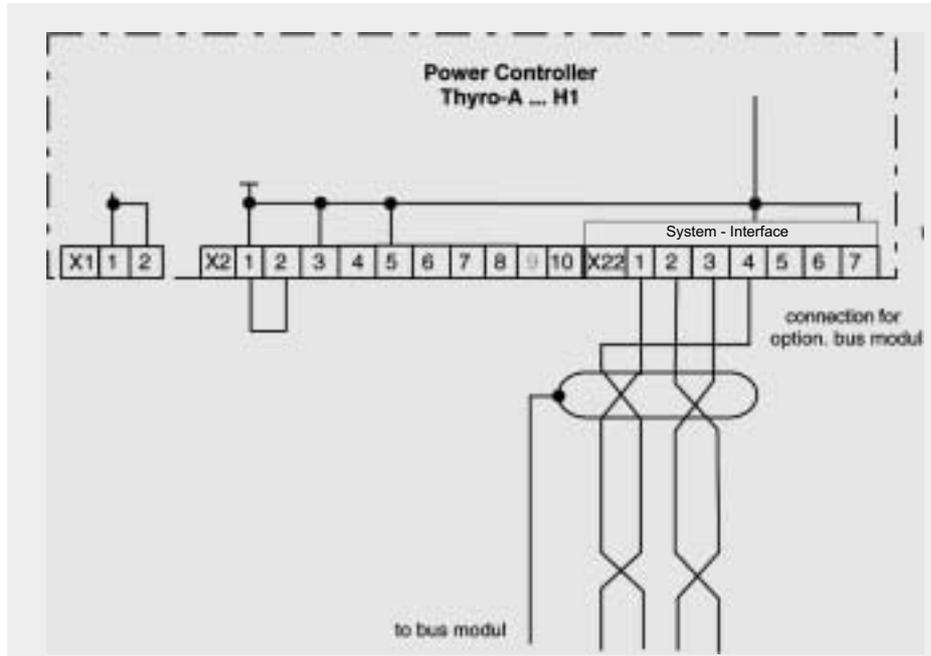 Power Controller
Thyro-A ... H1
System - Interface
X1 1 2 X2 1 2 3 4 5 6 7 8 9 10 X22 1 2 3 4 5 6 7
connection for
option. bus modul
to bus modul